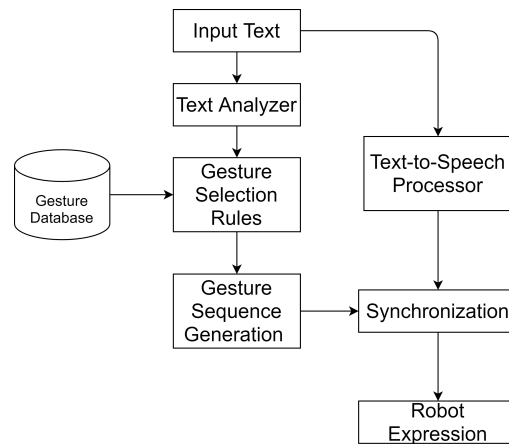 Input Text
Text Analyzer
Gesture
Selection
Rules
Gesture
Database
Text-to-Speech
Processor
Gesture
Sequence
Generation
Synchronization
Robot
Expression